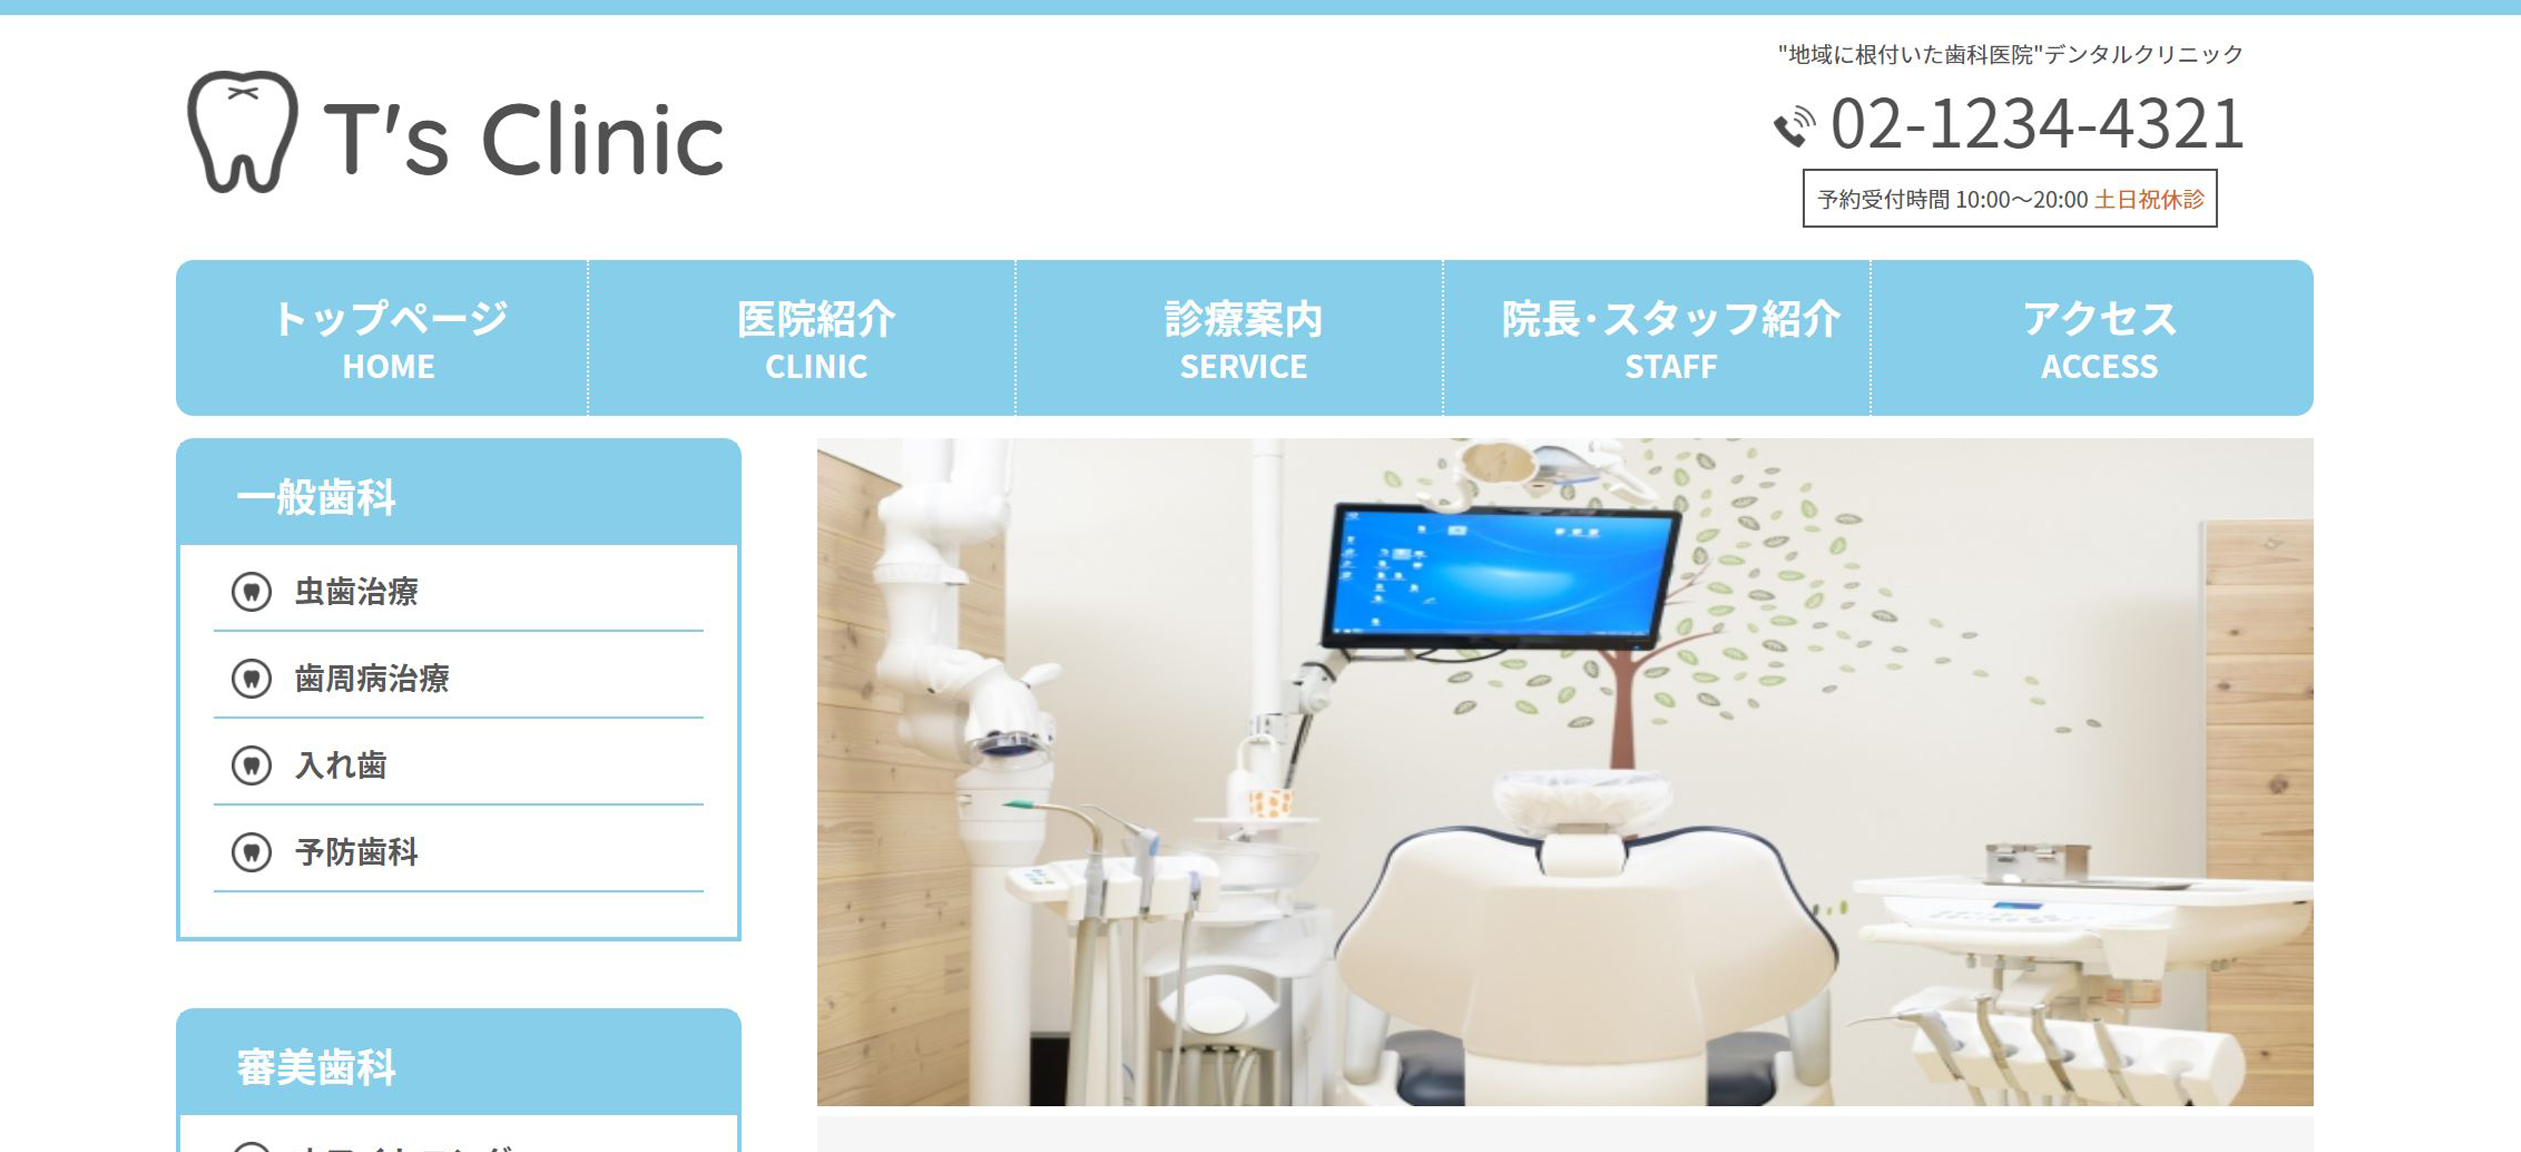 "地域に根付いた歯科医院"デンタルクリニック
T's Clinic
02-1234-4321
予約受付時間 10:00～20:00 土日祝休診
トップページ
HOME
医院紹介
CLINIC
診療案内
SERVICE
院長･スタッフ紹介
STAFF
アクセス
ACCESS
一般歯科
虫歯治療
歯周病治療
入れ歯
予防歯科
審美歯科